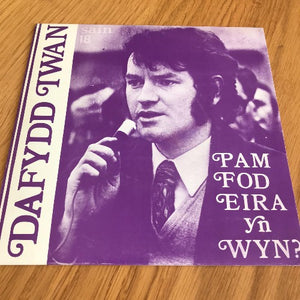 DAFYDD IWAN
sain
18
PAM
FOD
EIRA
yn
WYN?